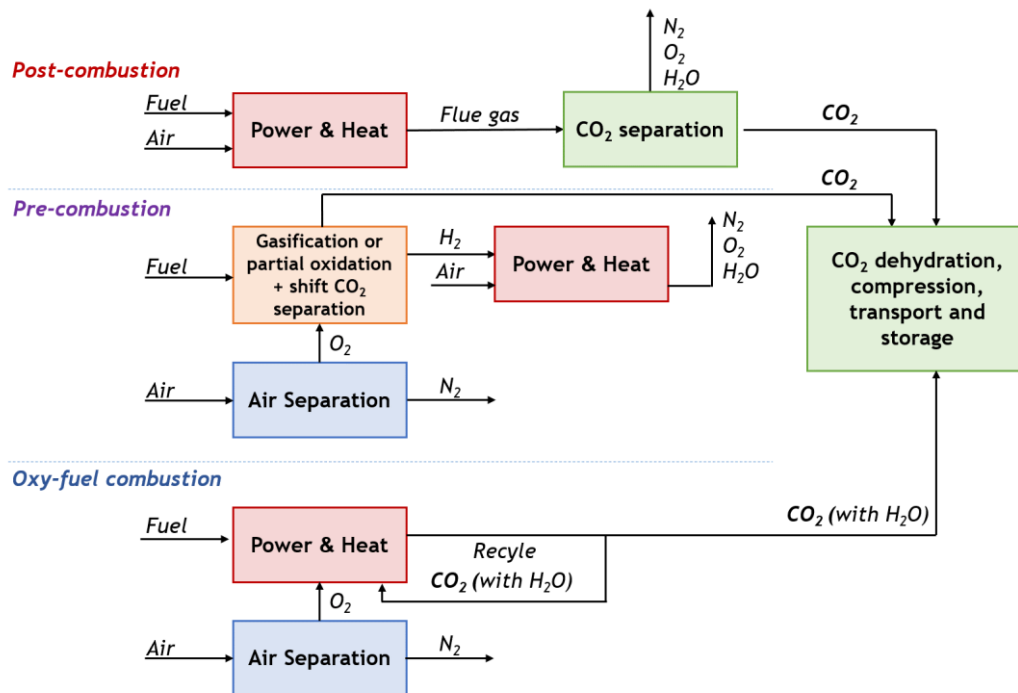 N₂
O₂
H₂O
Post-combustion
Fuel
Air
Power & Heat
Flue gas
CO₂ separation
CO₂
CO₂
Pre-combustion
Fuel
Gasification or
partial oxidation
+ shift CO₂
separation
H₂
Air
Power & Heat
N₂
O₂
H₂O
CO₂ dehydration,
compression,
transport and
storage
O₂
Air
Air Separation
N₂
Oxy-fuel combustion
Fuel
Power & Heat
Recyle
CO₂ (with H₂O)
CO₂ (with H₂O)
O₂
Air
Air Separation
N₂